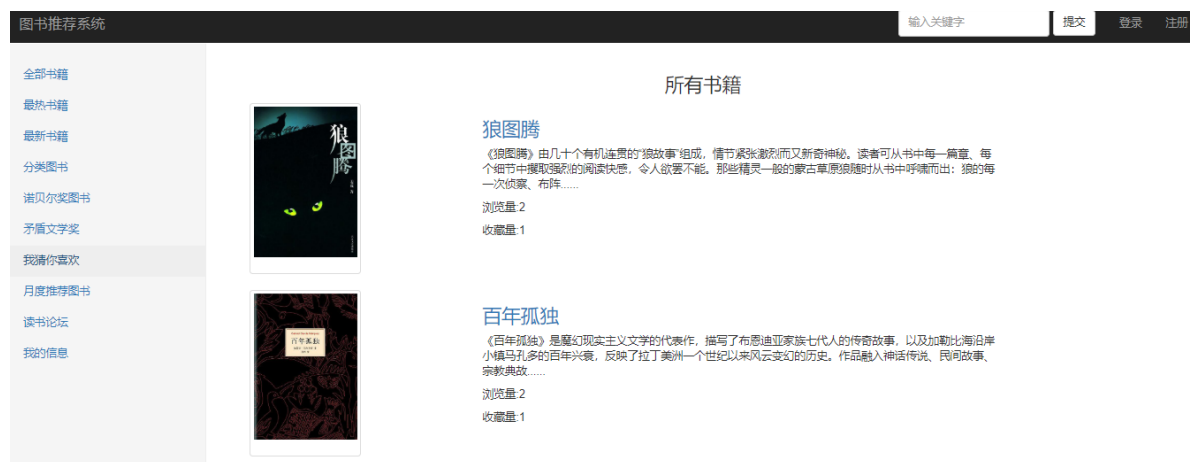 图书推荐系统
输入关键字
提交
登录
注册
全部书籍
最热书籍
最新书籍
分类图书
诺贝尔奖图书
矛盾文学奖
我猜你喜欢
月度推荐图书
读书论坛
我的信息
所有书籍
狼图腾
狼图腾
《狼图腾》由几十个有机连贯的"狼故事"组成，情节紧张激烈而又新奇神秘。读者可从书中每一篇章、每
个细节中攫取强烈的阅读快感，令人欲罢不能。那些精灵一般的蒙古草原狼随时从书中呼啸而出：狼的每
一次侦察、布阵......
浏览量:2
收藏量:1
百年孤独
百年孤独
《百年孤独》是魔幻现实主义文学的代表作，描写了布恩迪亚家族七代人的传奇故事，以及加勒比海沿岸
小镇马孔多的百年兴衰，反映了拉丁美洲一个世纪以来风云变幻的历史。作品融入神话传说、民间故事、
宗教典故......
浏览量:2
收藏量:1